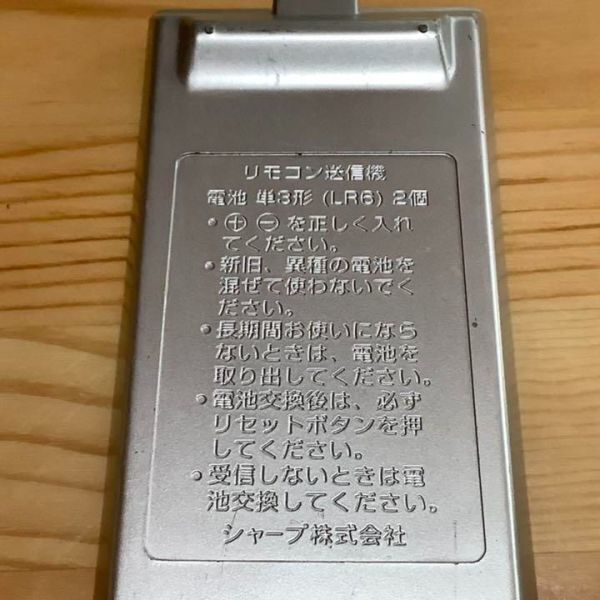 リモコン送信機
電池 単3形 (LR6) 2個
•⊕ ⊖ を正しく入れ
てください。
•新旧、異種の電池を
混ぜて使わないでく
ださい。
•長期間お使いになら
ないときは、電池を
取り出してください。
•電池交換後は、必ず
リセットボタンを押
してください。
•受信しないときは電
池交換してください。
シャープ株式会社